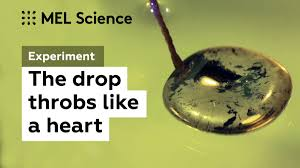 MEL Science
Experiment
The drop
throbs like
a heart